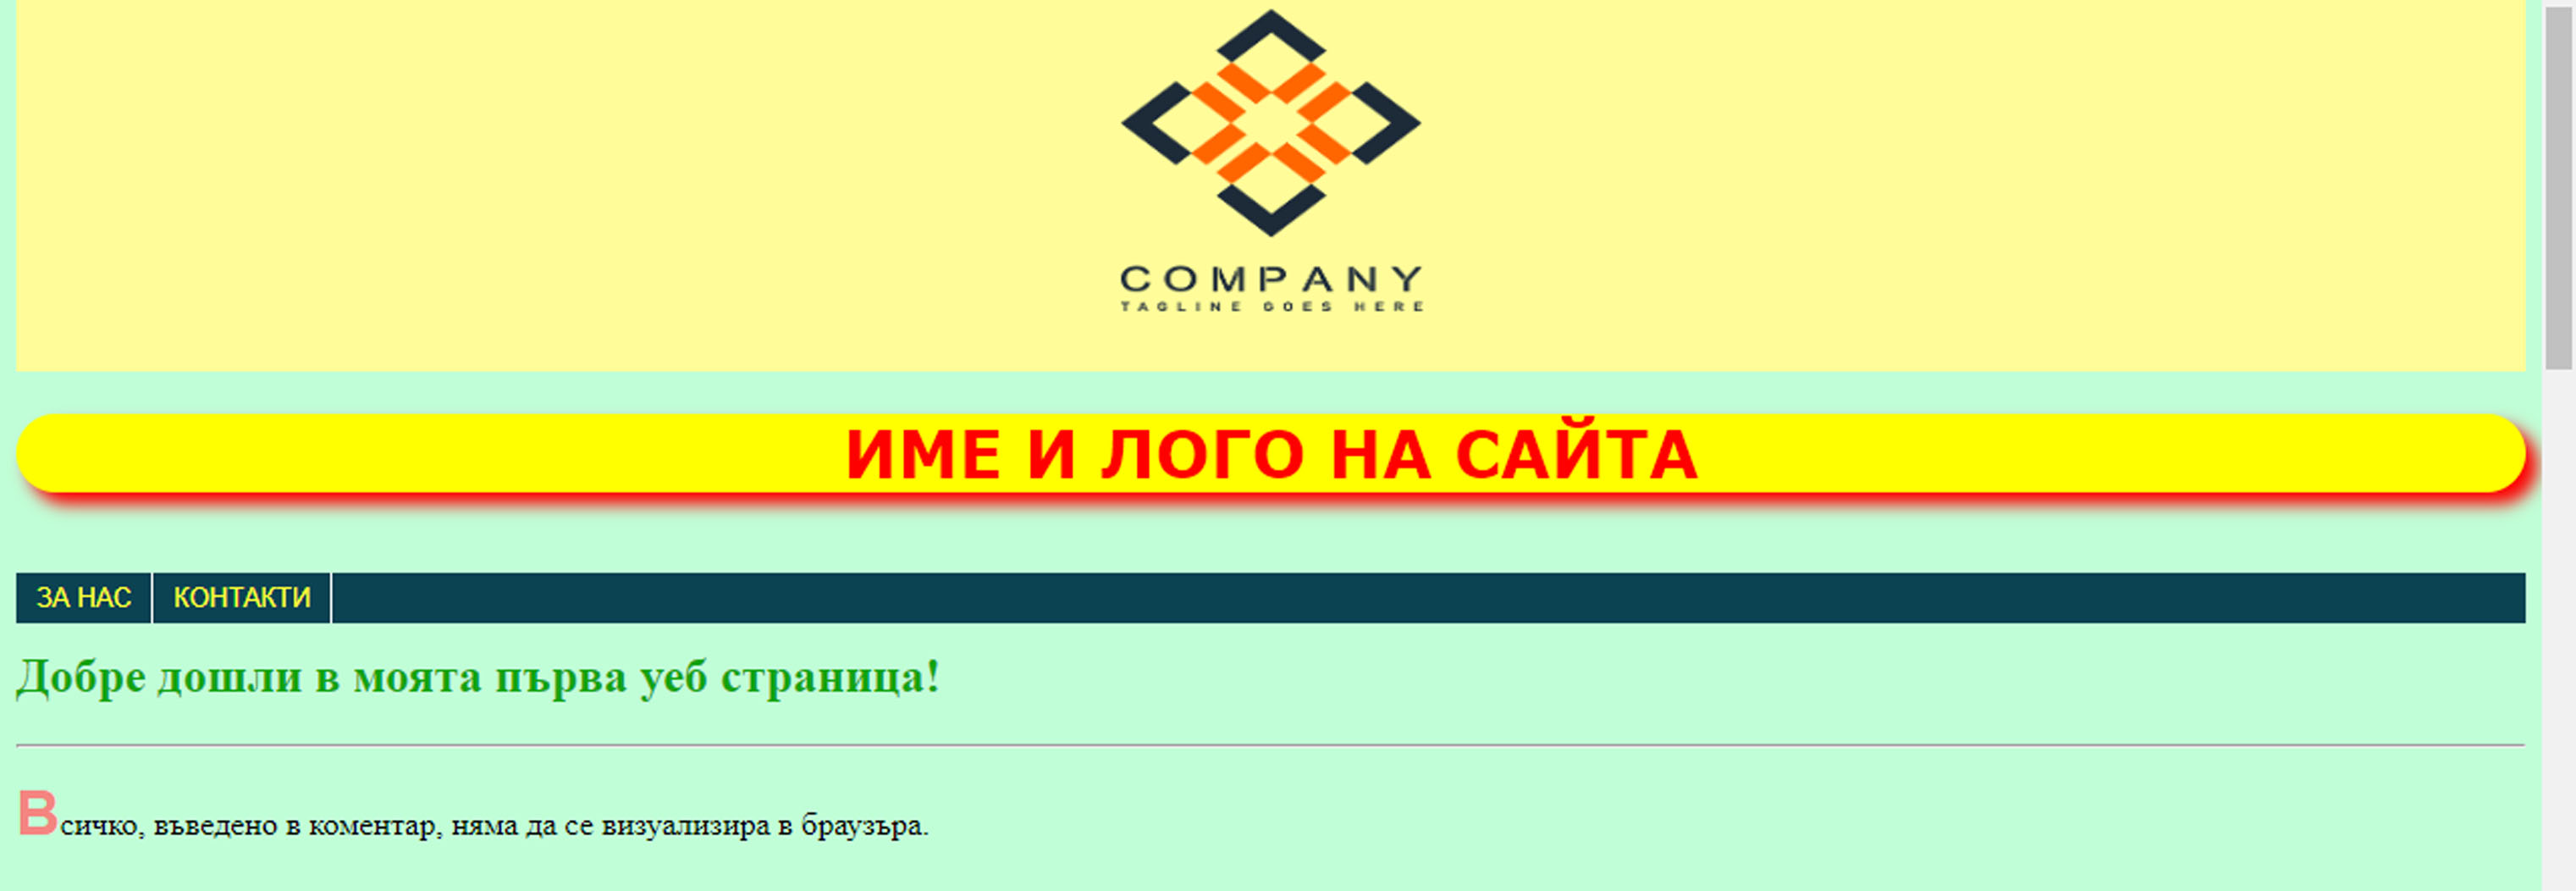 COMPANY
TAGLINE GOES HERE
ИМЕ И ЛОГО НА САЙТА
ЗА НАС КОНТАКТИ
Добре дошли в моята първа уеб страница!
Всичко, въведено в коментар, няма да се визуализира в браузъра.